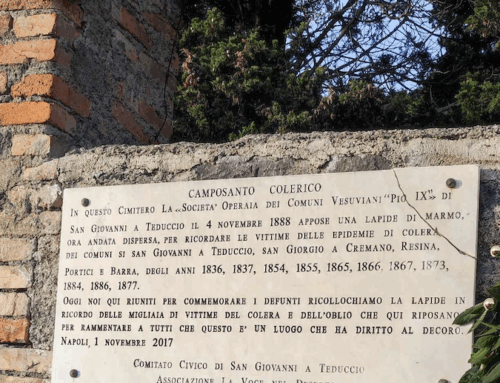 CAMPOSANTO COLERICO
IN QUESTO CIMITERO LA «SOCIETA' OPERAIA DEI COMUNI VESUVIANI "PIO IX"» DI
SAN GIOVANNI A TEDUCCIO IL 4 NOVEMBRE 1888 APPOSE UNA LAPIDE DI MARMO,
ORA ANDATA DISPERSA, PER RICORDARE LE VITTIME DELLE EPIDEMIE DI COLERA
DEI COMUNI SI SAN GIOVANNI A TEDUCCIO, SAN GIORGIO A CREMANO, RESINA,
PORTICI E BARRA, DEGLI ANNI 1836, 1837, 1854, 1855, 1865, 1866, 1867, 1873,
1884, 1886, 1877.
OGGI NOI QUI RIUNITI PER COMMEMORARE I DEFUNTI RICOLLOCHIAMO LA LAPIDE IN
RICORDO DELLE MIGLIAIA DI VITTIME DEL COLERA E DELL'OBLIO CHE QUI RIPOSANO
PER RAMMENTARE A TUTTI CHE QUESTO E' UN LUOGO CHE HA DIRITTO AL DECORO.
NAPOLI, 1 NOVEMBRE 2017
COMITATO CIVICO DI SAN GIOVANNI A TEDUCCIO
ASSOCIAZIONE LA VOCE NEL